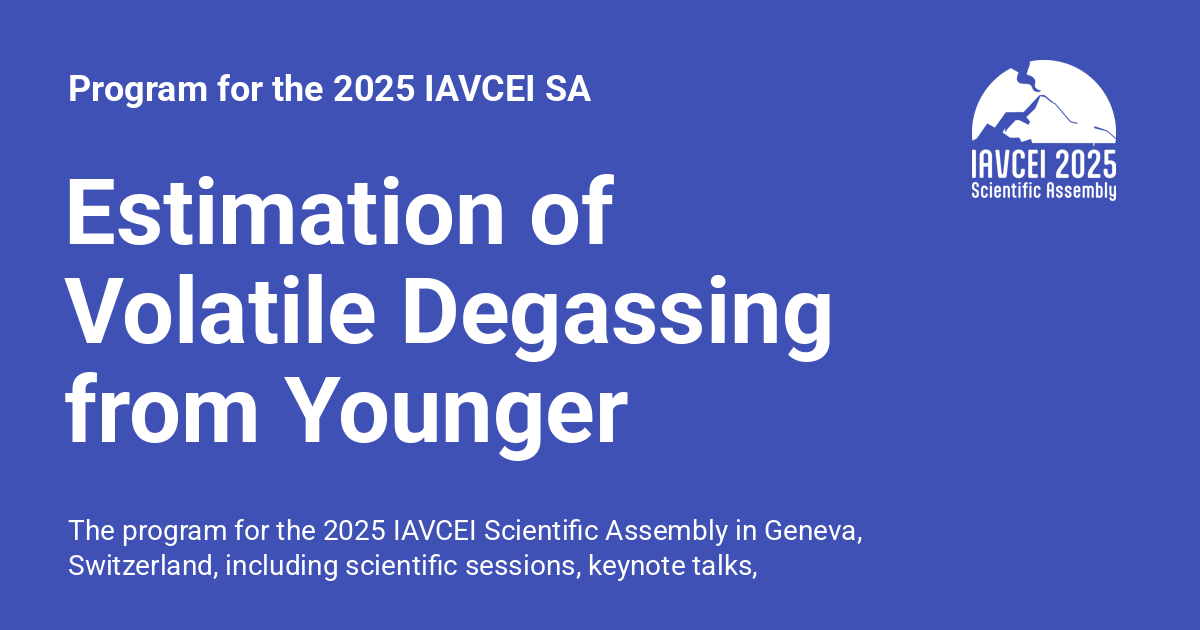 Program for the 2025 IAVCEI SA
IAVCEI 2025
Scientific Assembly
Estimation of
Volatile Degassing
from Younger
The program for the 2025 IAVCEI Scientific Assembly in Geneva,
Switzerland, including scientific sessions, keynote talks,